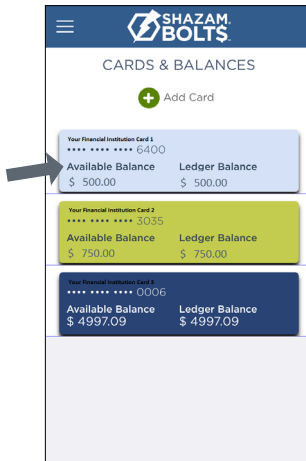 SHAZAM.
BOLT$
CARDS & BALANCES
Add Card
Your Financial Institution Card 1
•••• •••• •••• 6400
Available Balance Ledger Balance
$ 500.00 $ 500.00
Your Financial Institution Card 2
•••• •••• •••• 3035
Available Balance Ledger Balance
$ 750.00 $ 750.00
Your Financial Institution Card 3
•••• •••• •••• 0006
Available Balance Ledger Balance
$ 4997.09 $ 4997.09